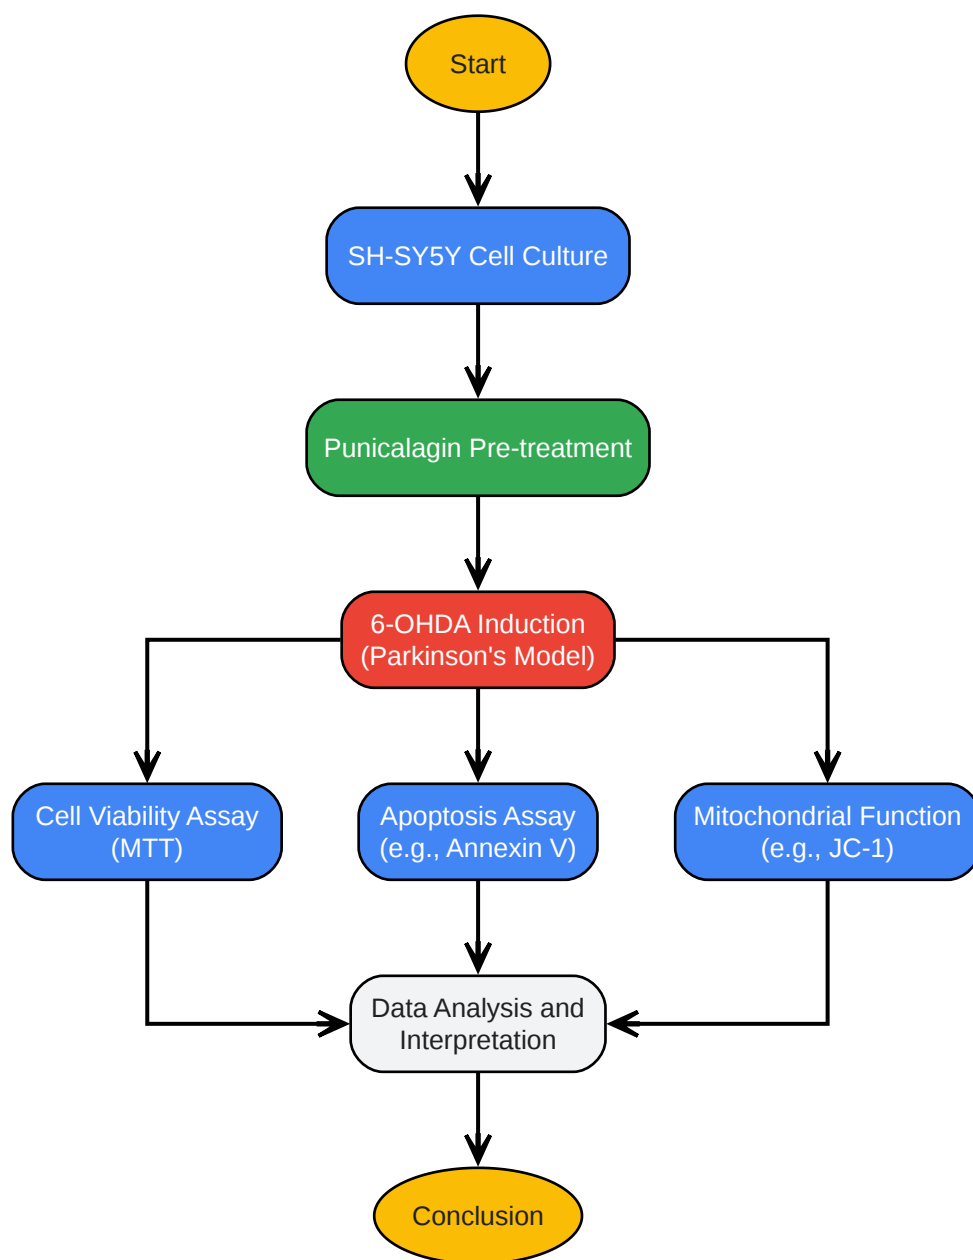 Start
SH-SY5Y Cell Culture
Punicalagin Pre-treatment
6-OHDA Induction
(Parkinson's Model)
Cell Viability Assay
(MTT)
Apoptosis Assay
(e.g., Annexin V)
Mitochondrial Function
(e.g., JC-1)
Data Analysis and
Interpretation
Conclusion